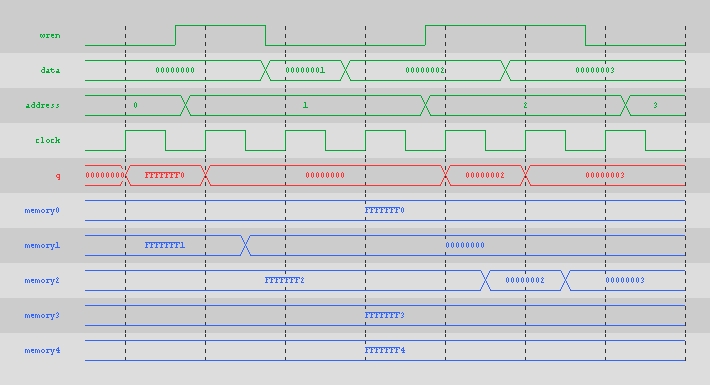 wren
data 00000000 00000001 00000002 00000003
address 0 1 2 3
clock
q 00000000 FFFFFFF0 00000000 00000002 00000003
memory0 FFFFFFF0
memory1 FFFFFFF1 00000000
memory2 FFFFFFF2 00000002 00000003
memory3 FFFFFFF3
memory4 FFFFFFF4